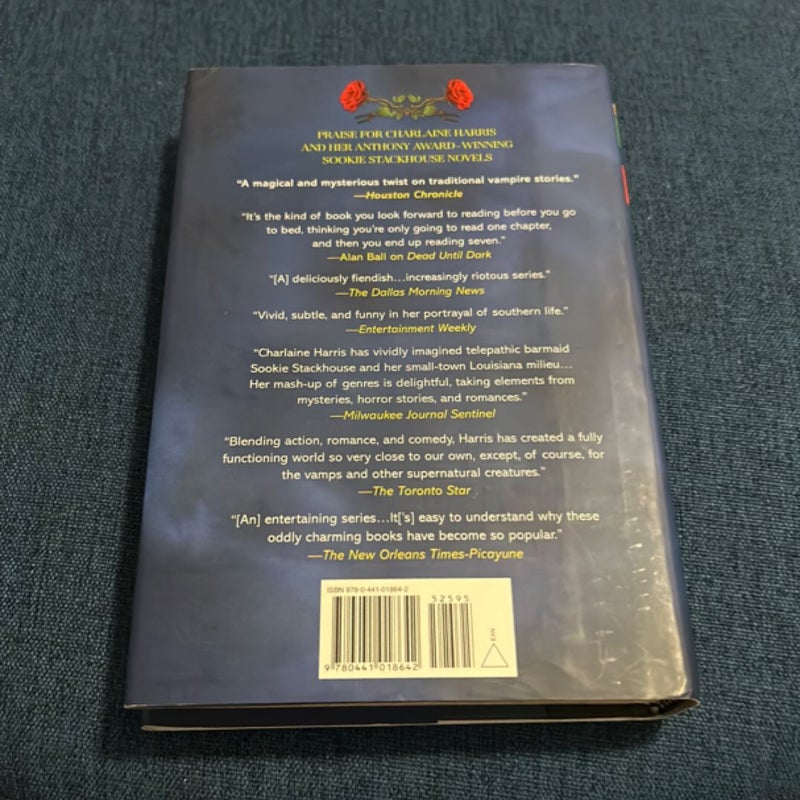 PRAISE FOR CHARLAINE HARRIS
AND HER ANTHONY AWARD-WINNING
SOOKIE STACKHOUSE NOVELS
"A magical and mysterious twist on traditional vampire stories."
—Houston Chronicle
"It's the kind of book you look forward to reading before you go
to bed, thinking you're only going to read one chapter,
and then you end up reading seven."
—Alan Ball on Dead Until Dark
"[A] deliciously fiendish...increasingly riotous series."
—The Dallas Morning News
"Vivid, subtle, and funny in her portrayal of southern life."
—Entertainment Weekly
"Charlaine Harris has vividly imagined telepathic barmaid
Sookie Stackhouse and her small-town Louisiana milieu...
Her mash-up of genres is delightful, taking elements from
mysteries, horror stories, and romances."
—Milwaukee Journal Sentinel
"Blending action, romance, and comedy, Harris has created a fully
functioning world so very close to our own, except, of course, for
the vamps and other supernatural creatures."
—The Toronto Star
"[An] entertaining series...It['s] easy to understand why these
oddly charming books have become so popular."
—The New Orleans Times-Picayune
ISBN 978-0-441-01864-2
52595
9 780441 018642
EAN